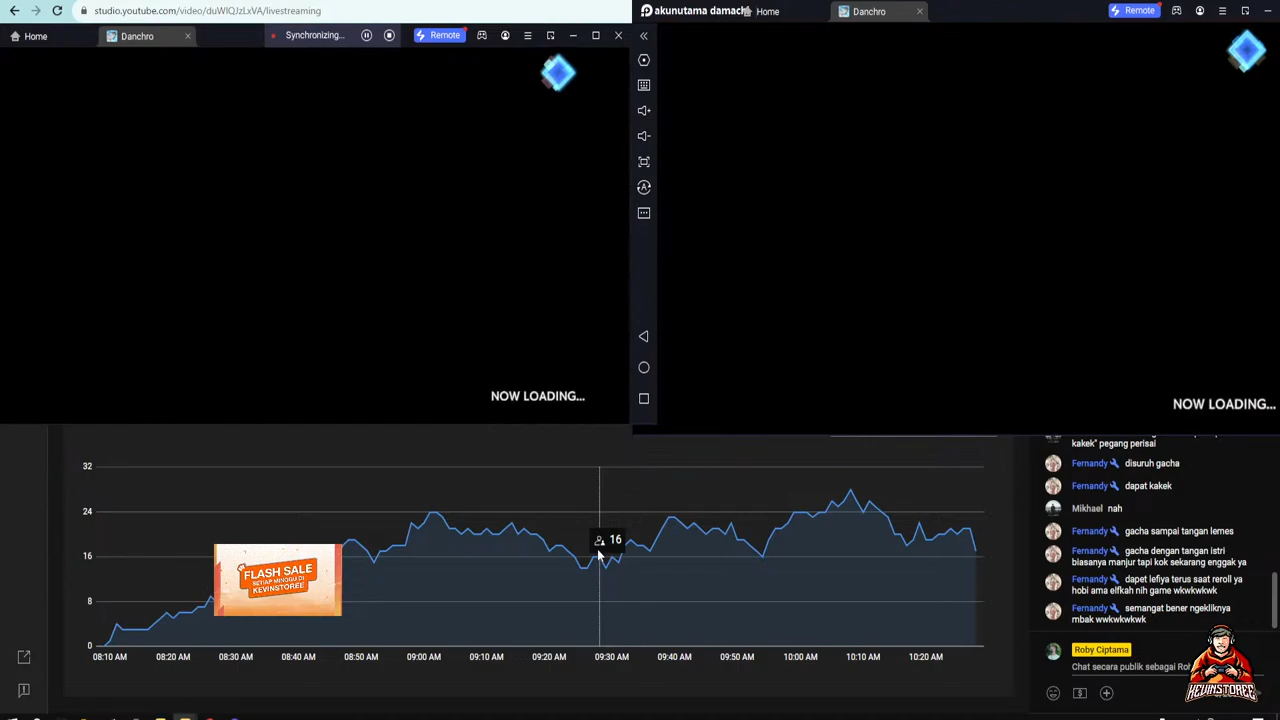 studio.youtube.com/video/duWIQJzLxVA/livestreaming
akunutama damach
Home
Danchro
Remote
Home
Danchro
Synchronizing...
Remote
NOW LOADING...
NOW LOADING...
32
24
16
8
0
16
FLASH SALE
SETIAP MINGGU DI
KEVINSTOREE
08:10 AM
08:20 AM
08:30 AM
08:40 AM
08:50 AM
09:00 AM
09:10 AM
09:20 AM
09:30 AM
09:40 AM
09:50 AM
10:00 AM
10:10 AM
10:20 AM
kakek" pegang perisai
Fernandy disuruh gacha
Fernandy dapat kakek
Mikhael nah
Fernandy gacha sampai tangan lemes
Fernandy gacha dengan tangan istri
biasanya manjur tapi kok sekarang enggak ya
Fernandy dapet lefiya terus saat reroll ya
hobi ama elfkah nih game wkwkwkwk
Fernandy semangat bener ngekliknya
mbak wwkwkwkwk
Roby Ciptama
Chat secara publik sebagai Rob
KEVINSTOREE